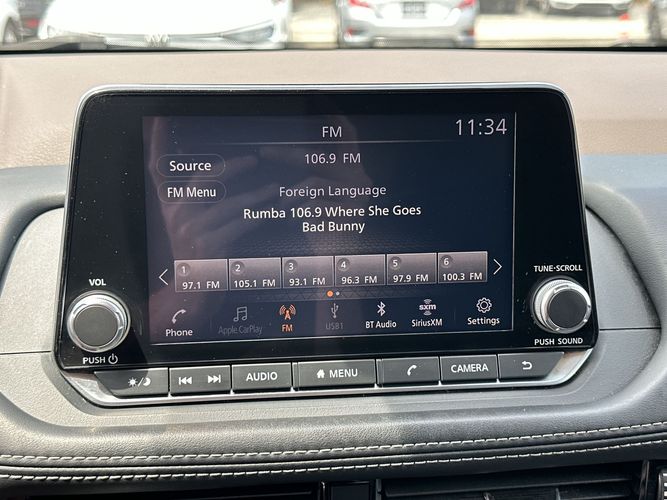 FM
11:34
Source
106.9 FM
FM Menu
Foreign Language
Rumba 106.9 Where She Goes
Bad Bunny
1 2 3 4 5 6
97.1 FM 105.1 FM 93.1 FM 96.3 FM 97.9 FM 100.3 FM
sxm
Phone Apple CarPlay FM USB1 BT Audio SiriusXM Settings
VOL
TUNE·SCROLL
PUSH
PUSH SOUND
AUDIO MENU CAMERA